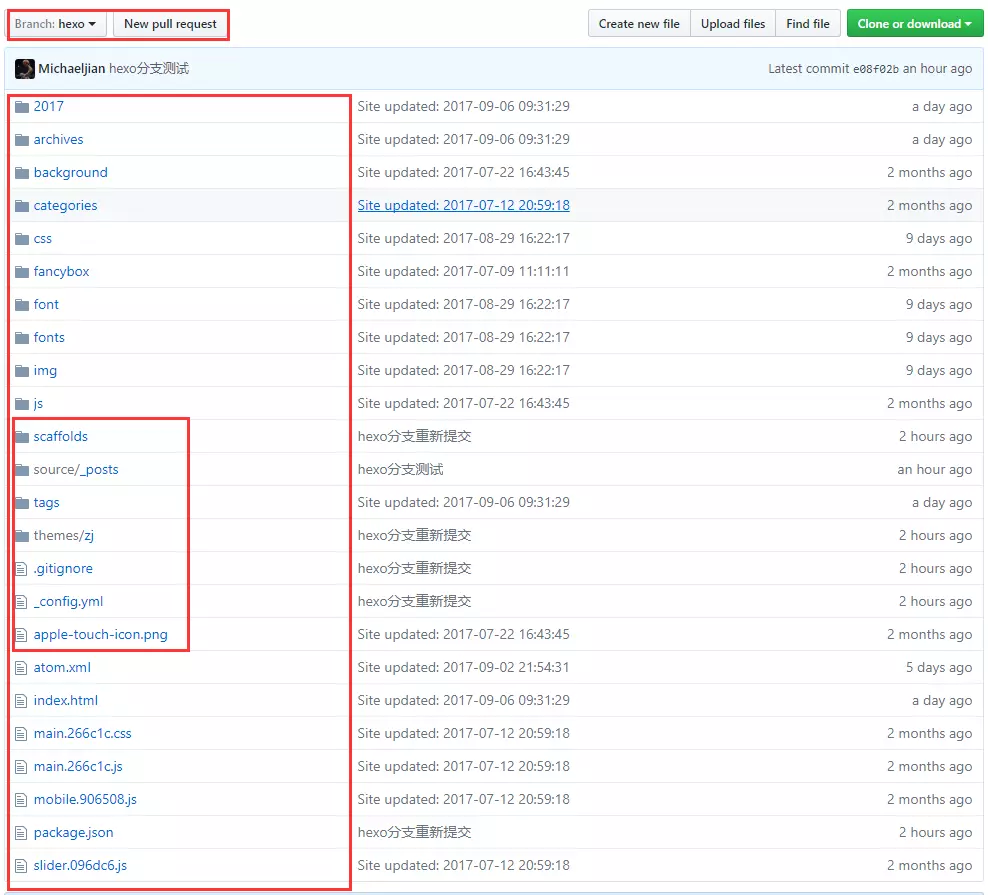 Branch: hexo New pull request Create new file Upload files Find file Clone or download
Michaeljian hexo分支测试 Latest commit e08f02b an hour ago
2017 Site updated: 2017-09-06 09:31:29 a day ago
archives Site updated: 2017-09-06 09:31:29 a day ago
background Site updated: 2017-07-22 16:43:45 2 months ago
categories Site updated: 2017-07-12 20:59:18 2 months ago
css Site updated: 2017-08-29 16:22:17 9 days ago
fancybox Site updated: 2017-07-09 11:11:11 2 months ago
font Site updated: 2017-08-29 16:22:17 9 days ago
fonts Site updated: 2017-08-29 16:22:17 9 days ago
img Site updated: 2017-08-29 16:22:17 9 days ago
js Site updated: 2017-07-22 16:43:45 2 months ago
scaffolds hexo分支重新提交 2 hours ago
source/_posts hexo分支测试 an hour ago
tags Site updated: 2017-09-06 09:31:29 a day ago
themes/zj hexo分支重新提交 2 hours ago
.gitignore hexo分支重新提交 2 hours ago
_config.yml hexo分支重新提交 2 hours ago
apple-touch-icon.png Site updated: 2017-07-22 16:43:45 2 months ago
atom.xml Site updated: 2017-09-02 21:54:31 5 days ago
index.html Site updated: 2017-09-06 09:31:29 a day ago
main.266c1c.css Site updated: 2017-07-12 20:59:18 2 months ago
main.266c1c.js Site updated: 2017-07-12 20:59:18 2 months ago
mobile.906508.js Site updated: 2017-07-12 20:59:18 2 months ago
package.json hexo分支重新提交 2 hours ago
slider.096dc6.js Site updated: 2017-07-12 20:59:18 2 months ago